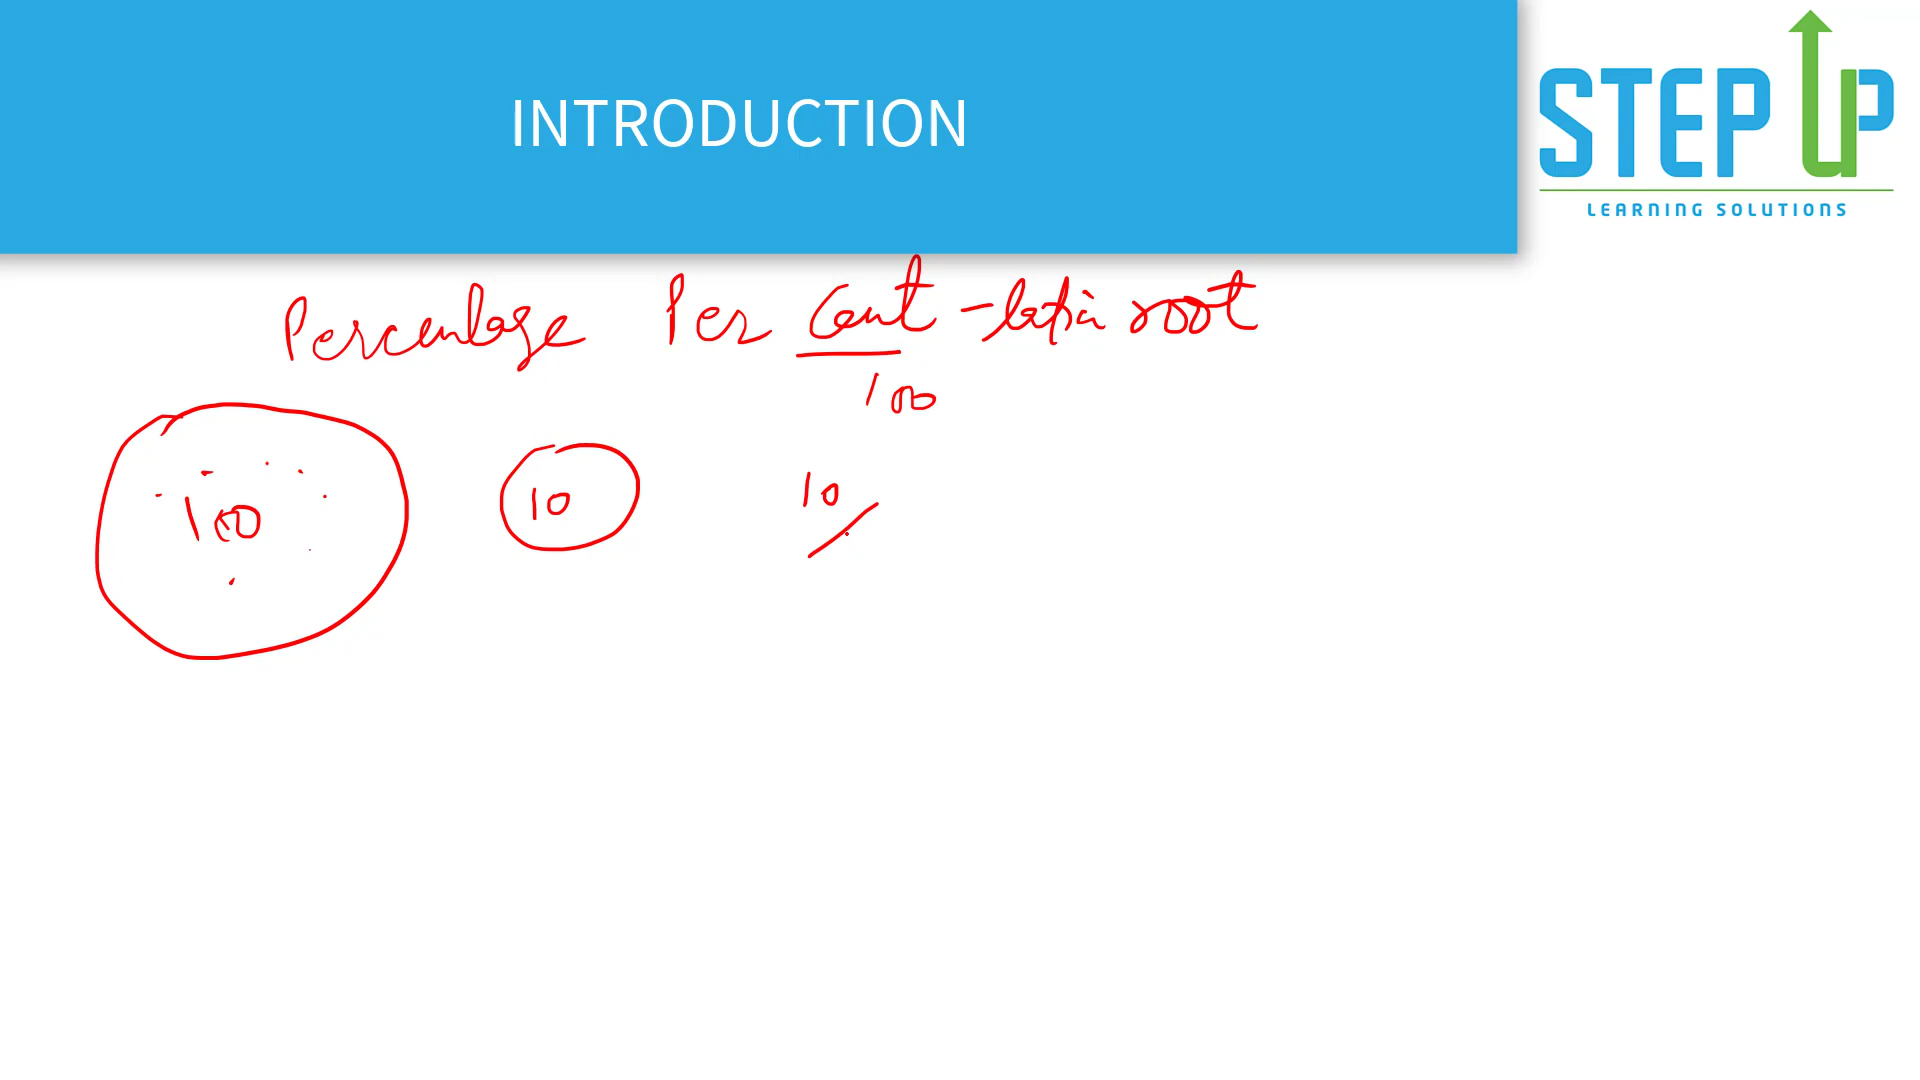 INTRODUCTION
STEP UP
LEARNING SOLUTIONS
Percentage Per Cent - latin root
100
100 10 10/